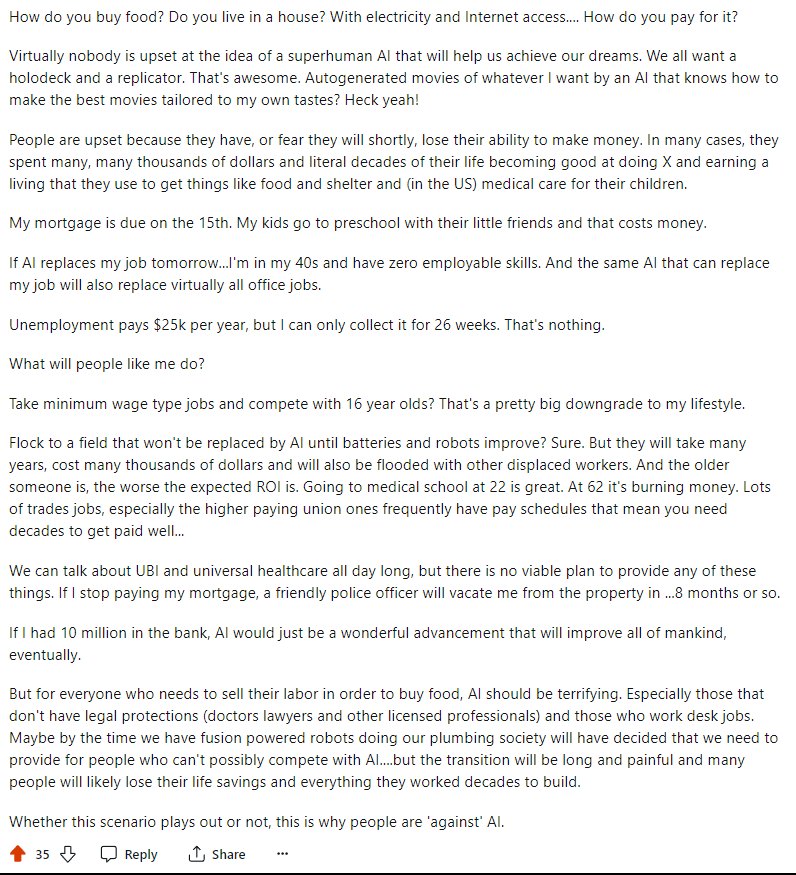 How do you buy food? Do you live in a house? With electricity and Internet access.... How do you pay for it?
Virtually nobody is upset at the idea of a superhuman AI that will help us achieve our dreams. We all want a
holodeck and a replicator. That's awesome. Autogenerated movies of whatever I want by an AI that knows how to
make the best movies tailored to my own tastes? Heck yeah!
People are upset because they have, or fear they will shortly, lose their ability to make money. In many cases, they
spent many, many thousands of dollars and literal decades of their life becoming good at doing X and earning a
living that they use to get things like food and shelter and (in the US) medical care for their children.
My mortgage is due on the 15th. My kids go to preschool with their little friends and that costs money.
If AI replaces my job tomorrow...I'm in my 40s and have zero employable skills. And the same AI that can replace
my job will also replace virtually all office jobs.
Unemployment pays $25k per year, but I can only collect it for 26 weeks. That's nothing.
What will people like me do?
Take minimum wage type jobs and compete with 16 year olds? That's a pretty big downgrade to my lifestyle.
Flock to a field that won't be replaced by AI until batteries and robots improve? Sure. But they will take many
years, cost many thousands of dollars and will also be flooded with other displaced workers. And the older
someone is, the worse the expected ROI is. Going to medical school at 22 is great. At 62 it's burning money. Lots
of trades jobs, especially the higher paying union ones frequently have pay schedules that mean you need
decades to get paid well...
We can talk about UBI and universal healthcare all day long, but there is no viable plan to provide any of these
things. If I stop paying my mortgage, a friendly police officer will vacate me from the property in ...8 months or so.
If I had 10 million in the bank, AI would just be a wonderful advancement that will improve all of mankind,
eventually.
But for everyone who needs to sell their labor in order to buy food, AI should be terrifying. Especially those that
don't have legal protections (doctors lawyers and other licensed professionals) and those who work desk jobs.
Maybe by the time we have fusion powered robots doing our plumbing society will have decided that we need to
provide for people who can't possibly compete with AI....but the transition will be long and painful and many
people will likely lose their life savings and everything they worked decades to build.
Whether this scenario plays out or not, this is why people are 'against' AI.
35 Reply Share ...